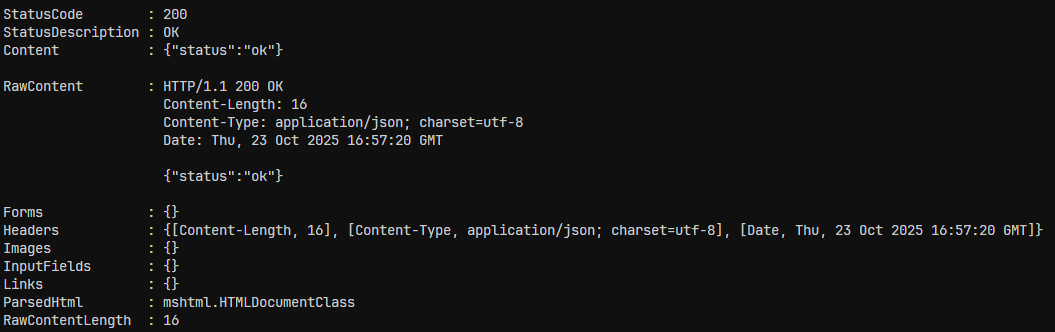 StatusCode        : 200
StatusDescription : OK
Content           : {"status":"ok"}

RawContent        : HTTP/1.1 200 OK
                    Content-Length: 16
                    Content-Type: application/json; charset=utf-8
                    Date: Thu, 23 Oct 2025 16:57:20 GMT

                    {"status":"ok"}

Forms             : {}
Headers           : {[Content-Length, 16], [Content-Type, application/json; charset=utf-8], [Date, Thu, 23 Oct 2025 16:57:20 GMT]}
Images            : {}
InputFields       : {}
Links             : {}
ParsedHtml        : mshtml.HTMLDocumentClass
RawContentLength  : 16